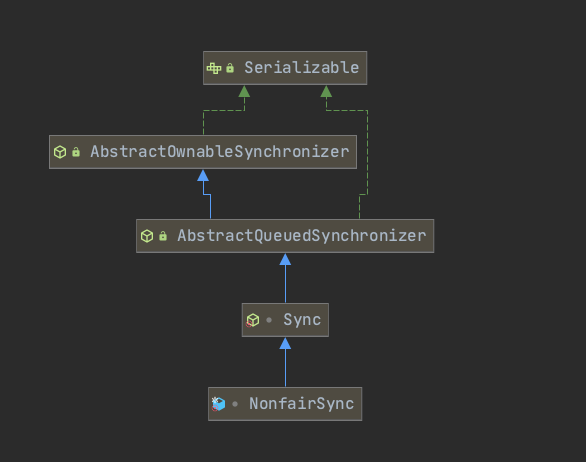 Serializable
AbstractOwnableSynchronizer
AbstractQueuedSynchronizer
Sync
NonfairSync